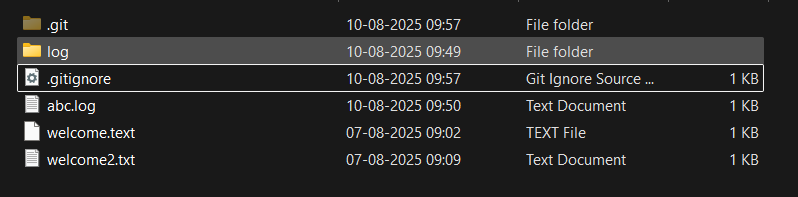 .git 10-08-2025 09:57 File folder
log 10-08-2025 09:49 File folder
.gitignore 10-08-2025 09:57 Git Ignore Source ... 1 KB
abc.log 10-08-2025 09:50 Text Document 1 KB
welcome.text 07-08-2025 09:02 TEXT File 1 KB
welcome2.txt 07-08-2025 09:09 Text Document 1 KB